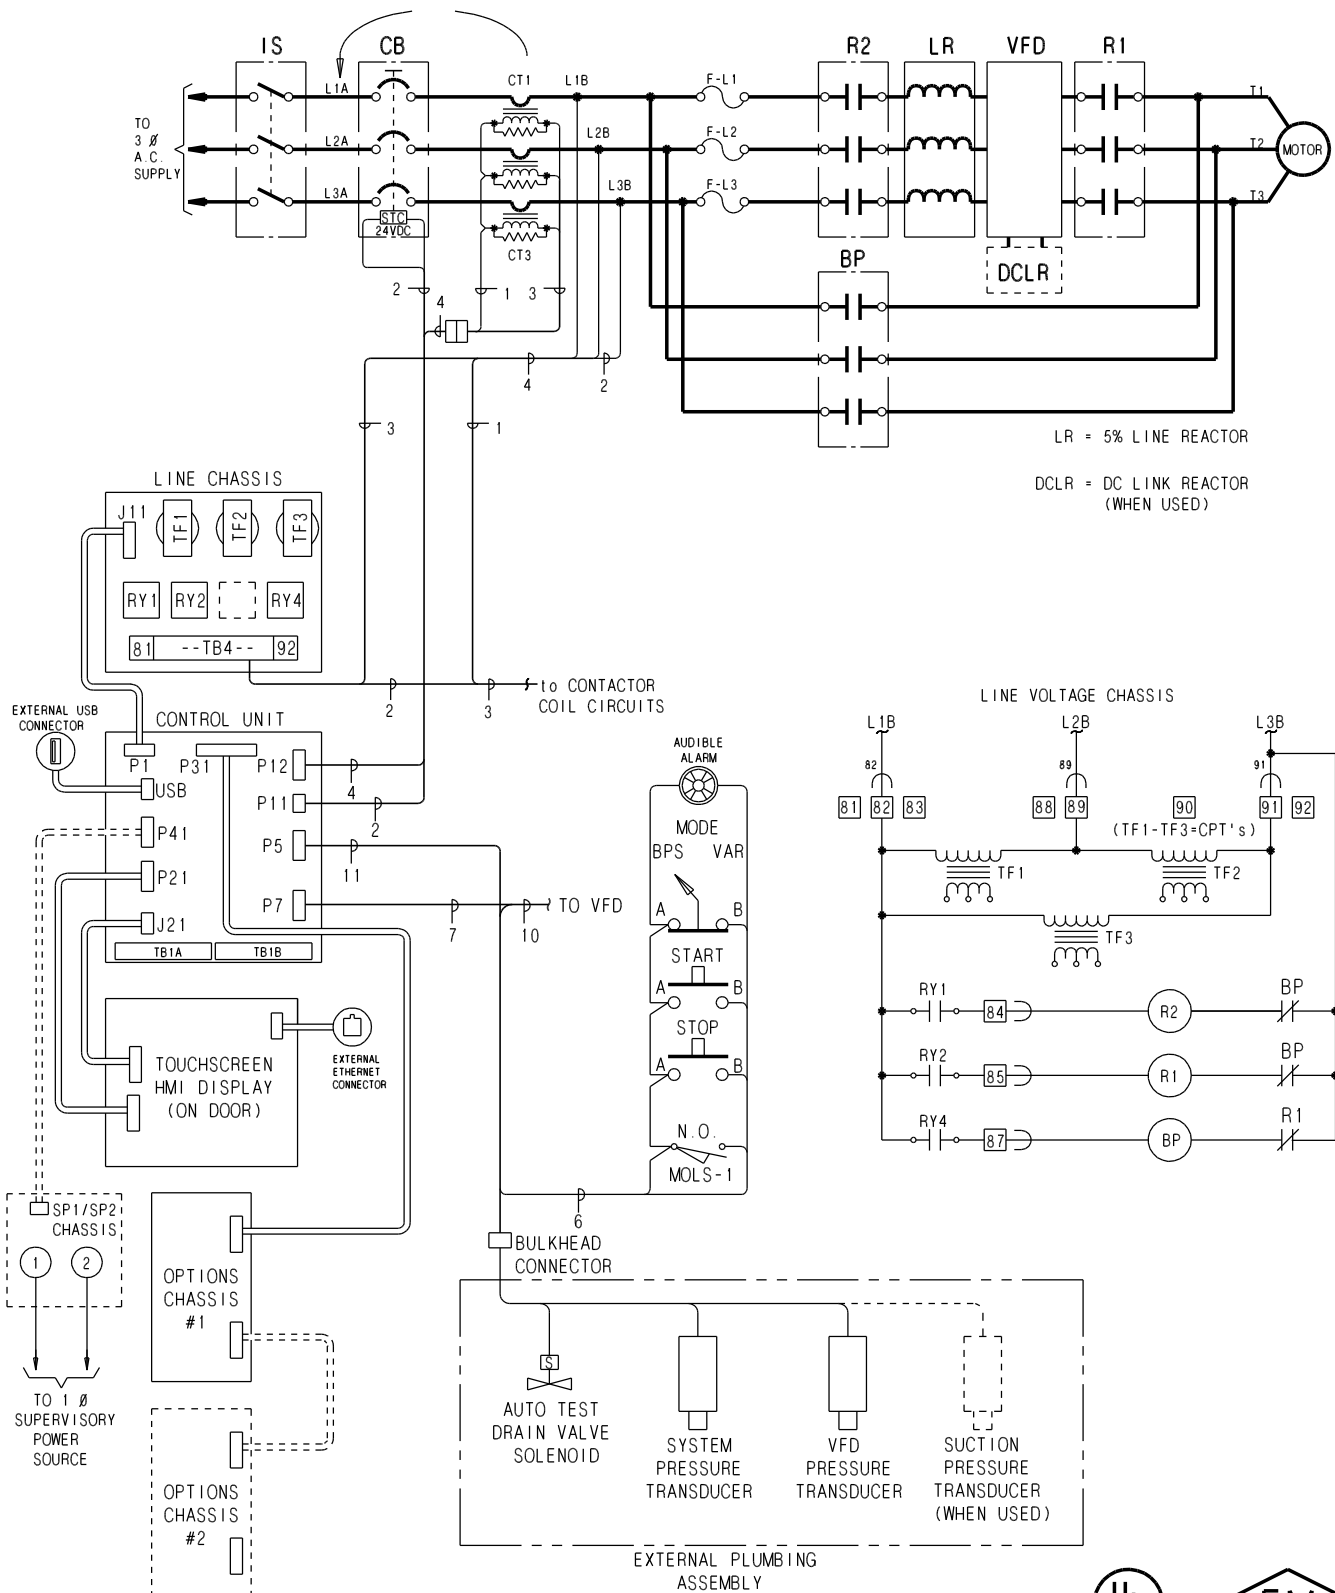 IS
CB
R2
LR
VFD
R1
CT1
L1B
L1A
F-L1
T1
TO
3 Ø
A.C.
SUPPLY
L2A
L2B
F-L2
T2
MOTOR
L3A
L3B
F-L3
T3
STC
24VDC
CT3
BP
DCLR
2
4
1
3
4
2
3
1
LR = 5% LINE REACTOR
DCLR = DC LINK REACTOR
(WHEN USED)
LINE CHASSIS
J11
TF1
TF2
TF3
RY1
RY2
RY4
81
--TB4--
92
2
3
to CONTACTOR
COIL CIRCUITS
EXTERNAL USB
CONNECTOR
CONTROL UNIT
P1
P31
P12
4
USB
P11
2
P41
P5
11
P21
P7
7
10
TO VFD
J21
TB1A
TB1B
AUDIBLE
ALARM
MODE
BPS
VAR
A
B
START
A
B
STOP
A
B
N.O.
MOLS-1
6
LINE VOLTAGE CHASSIS
L1B
L2B
L3B
82
89
91
81
82
83
88
89
90
91
92
(TF1-TF3=CPT's)
TF1
TF2
TF3
RY1
84
R2
BP
RY2
85
R1
BP
RY4
87
BP
R1
TOUCHSCREEN
HMI DISPLAY
(ON DOOR)
EXTERNAL
ETHERNET
CONNECTOR
SP1/SP2
CHASSIS
1
2
TO 1 Ø
SUPERVISORY
POWER
SOURCE
OPTIONS
CHASSIS
#1
OPTIONS
CHASSIS
#2
BULKHEAD
CONNECTOR
S
AUTO TEST
DRAIN VALVE
SOLENOID
SYSTEM
PRESSURE
TRANSDUCER
VFD
PRESSURE
TRANSDUCER
SUCTION
PRESSURE
TRANSDUCER
(WHEN USED)
EXTERNAL PLUMBING
ASSEMBLY